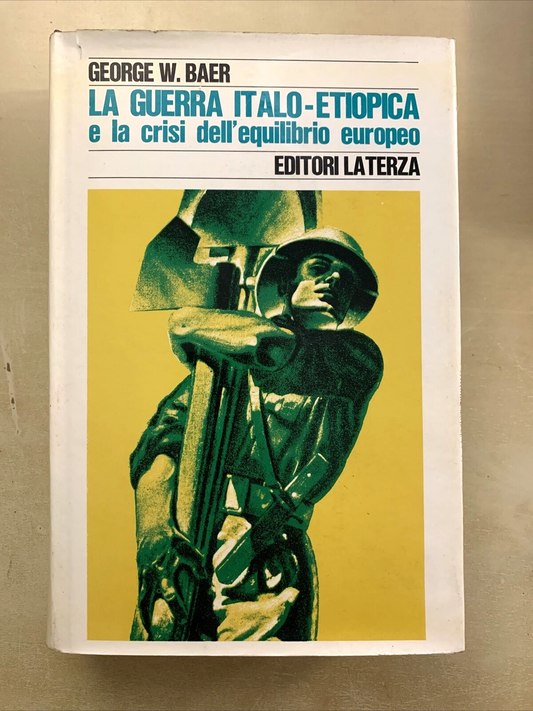 GEORGE W. BAER
LA GUERRA ITALO-ETIOPICA
e la crisi dell'equilibrio europeo
EDITORI LATERZA